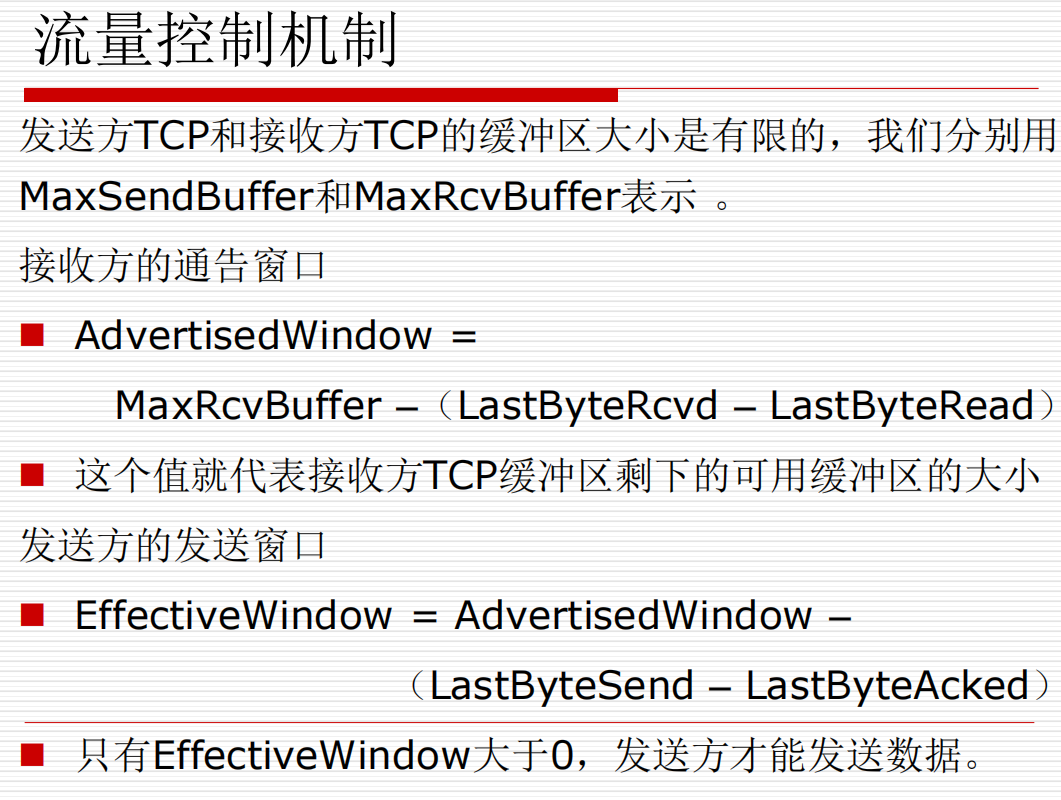 流量控制机制
发送方TCP和接收方TCP的缓冲区大小是有限的，我们分别用
MaxSendBuffer和MaxRcvBuffer表示 。
接收方的通告窗口
AdvertisedWindow =
MaxRcvBuffer –（LastByteRcvd – LastByteRead）
这个值就代表接收方TCP缓冲区剩下的可用缓冲区的大小
发送方的发送窗口
EffectiveWindow = AdvertisedWindow –
（LastByteSend – LastByteAcked）
只有EffectiveWindow大于0，发送方才能发送数据。